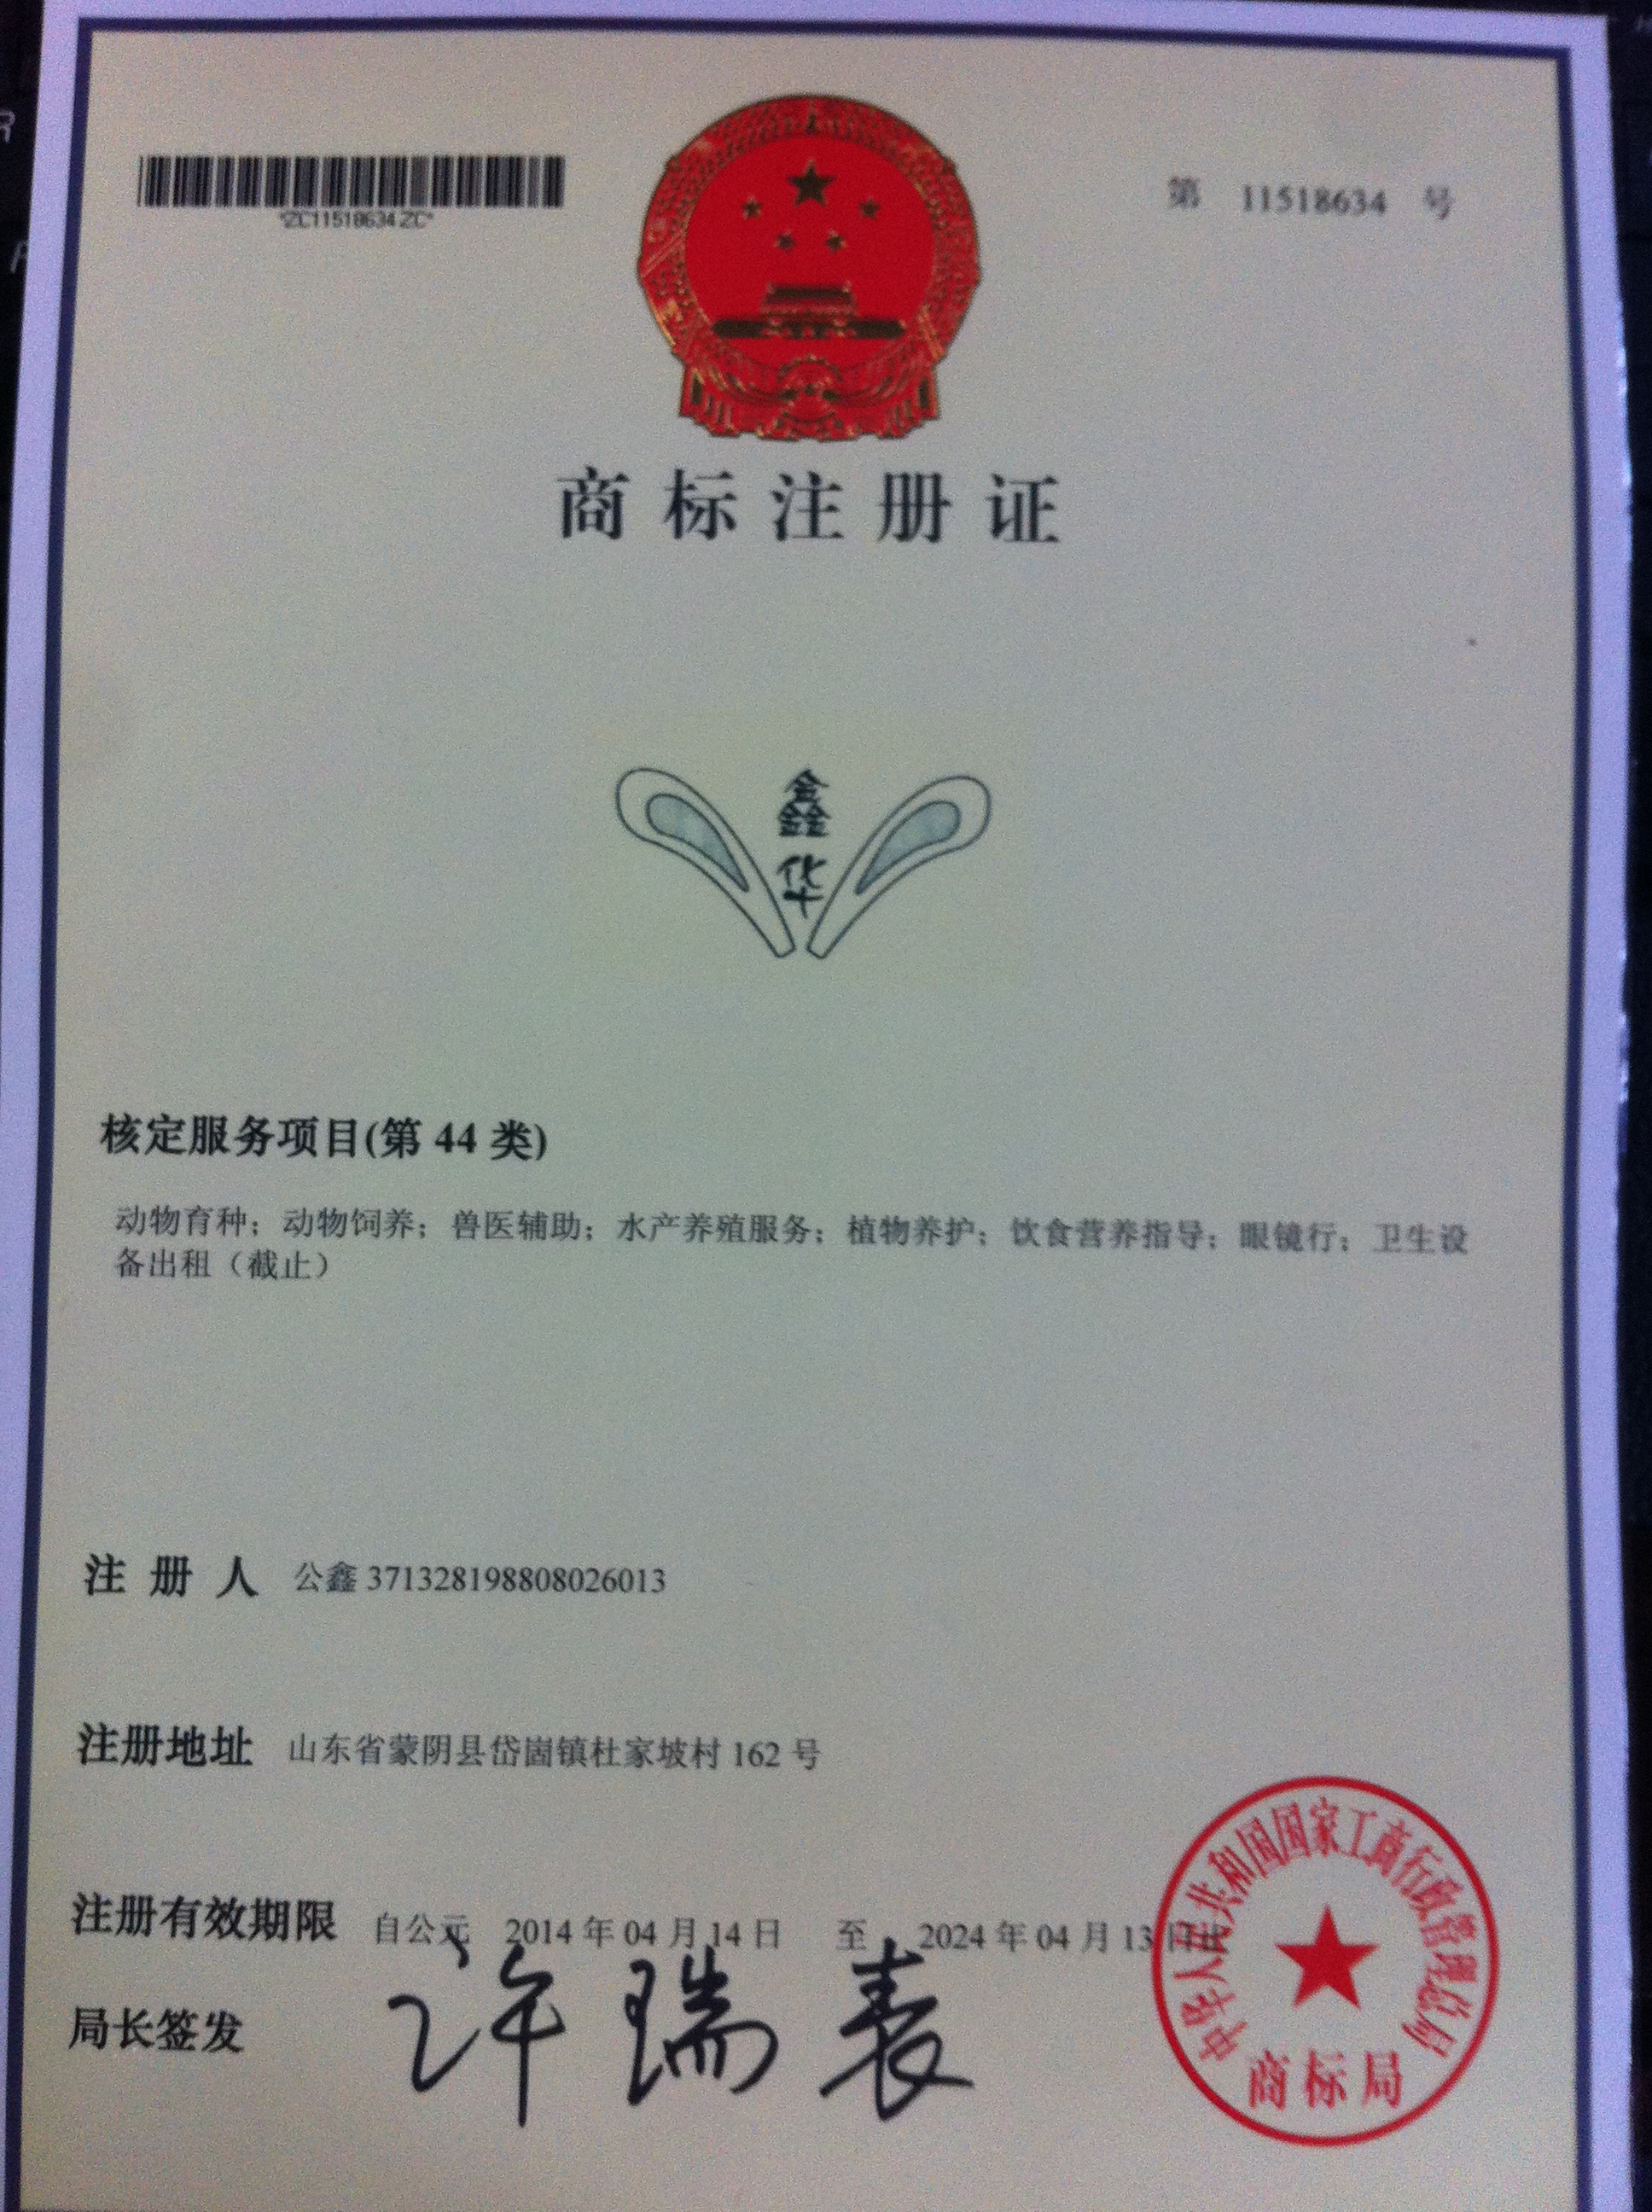 *ZC11518634ZC*
第 11518634 号
商标注册证
鑫
华
核定服务项目(第 44 类)
动物育种；动物饲养；兽医辅助；水产养殖服务；植物养护；饮食营养指导；眼镜行；卫生设
备出租（截止）
注 册 人 公鑫 371328198808026013
注册地址 山东省蒙阴县岱崮镇杜家坡村 162 号
注册有效期限 自公元 2014 年 04 月 14 日 至 2024 年 04 月 13 日止
局长签发 许瑞表
中华人民共和国国家工商行政管理总局
商标局